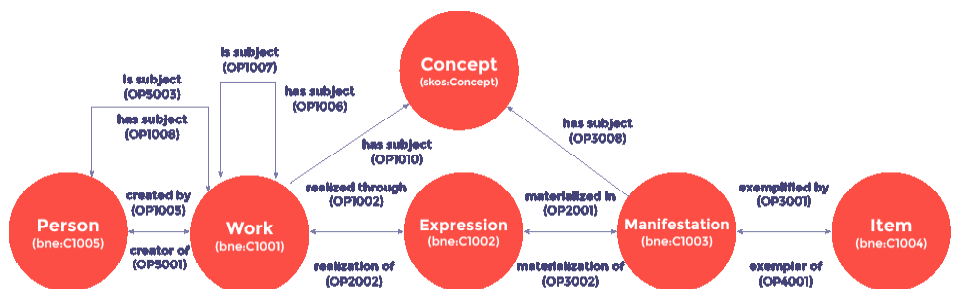 is subject
(OP1007)
Concept
(skos:Concept)
is subject
(OP5003)
has subject
(OP1006)
has subject
(OP1008)
has subject
(OP3008)
has subject
(OP1010)
created by
(OP1005)
realized through
(OP1002)
materialized in
(OP2001)
exemplified by
(OP3001)
Person
(bne:C1005)
Work
(bne:C1001)
Expression
(bne:C1002)
Manifestation
(bne:C1003)
Item
(bne:C1004)
creator of
(OP5001)
realization of
(OP2002)
materialization of
(OP3002)
exemplar of
(OP4001)